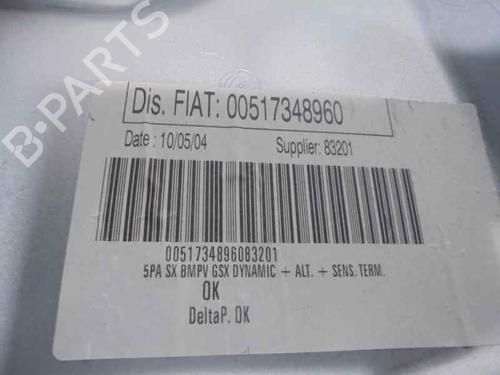 B-PARTS
Dis. FIAT: 00517348960
Date : 10/05/04
Supplier: 83201
0051734896083201
5PA SX BMPV GSX DYNAMIC + ALT. + SENS. TERM.
OK
DeltaP. OK